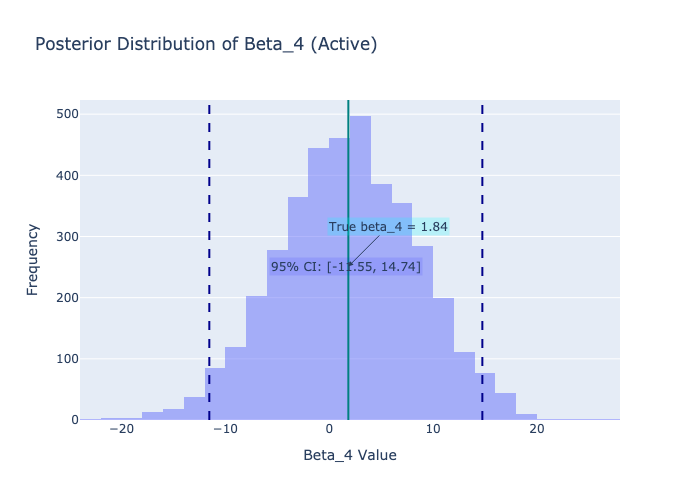 Posterior Distribution of Beta_4 (Active)
500
400
300
200
100
0
Frequency
True beta_4 = 1.84
95% CI: [-11.55, 14.74]
−20
−10
0
10
20
Beta_4 Value